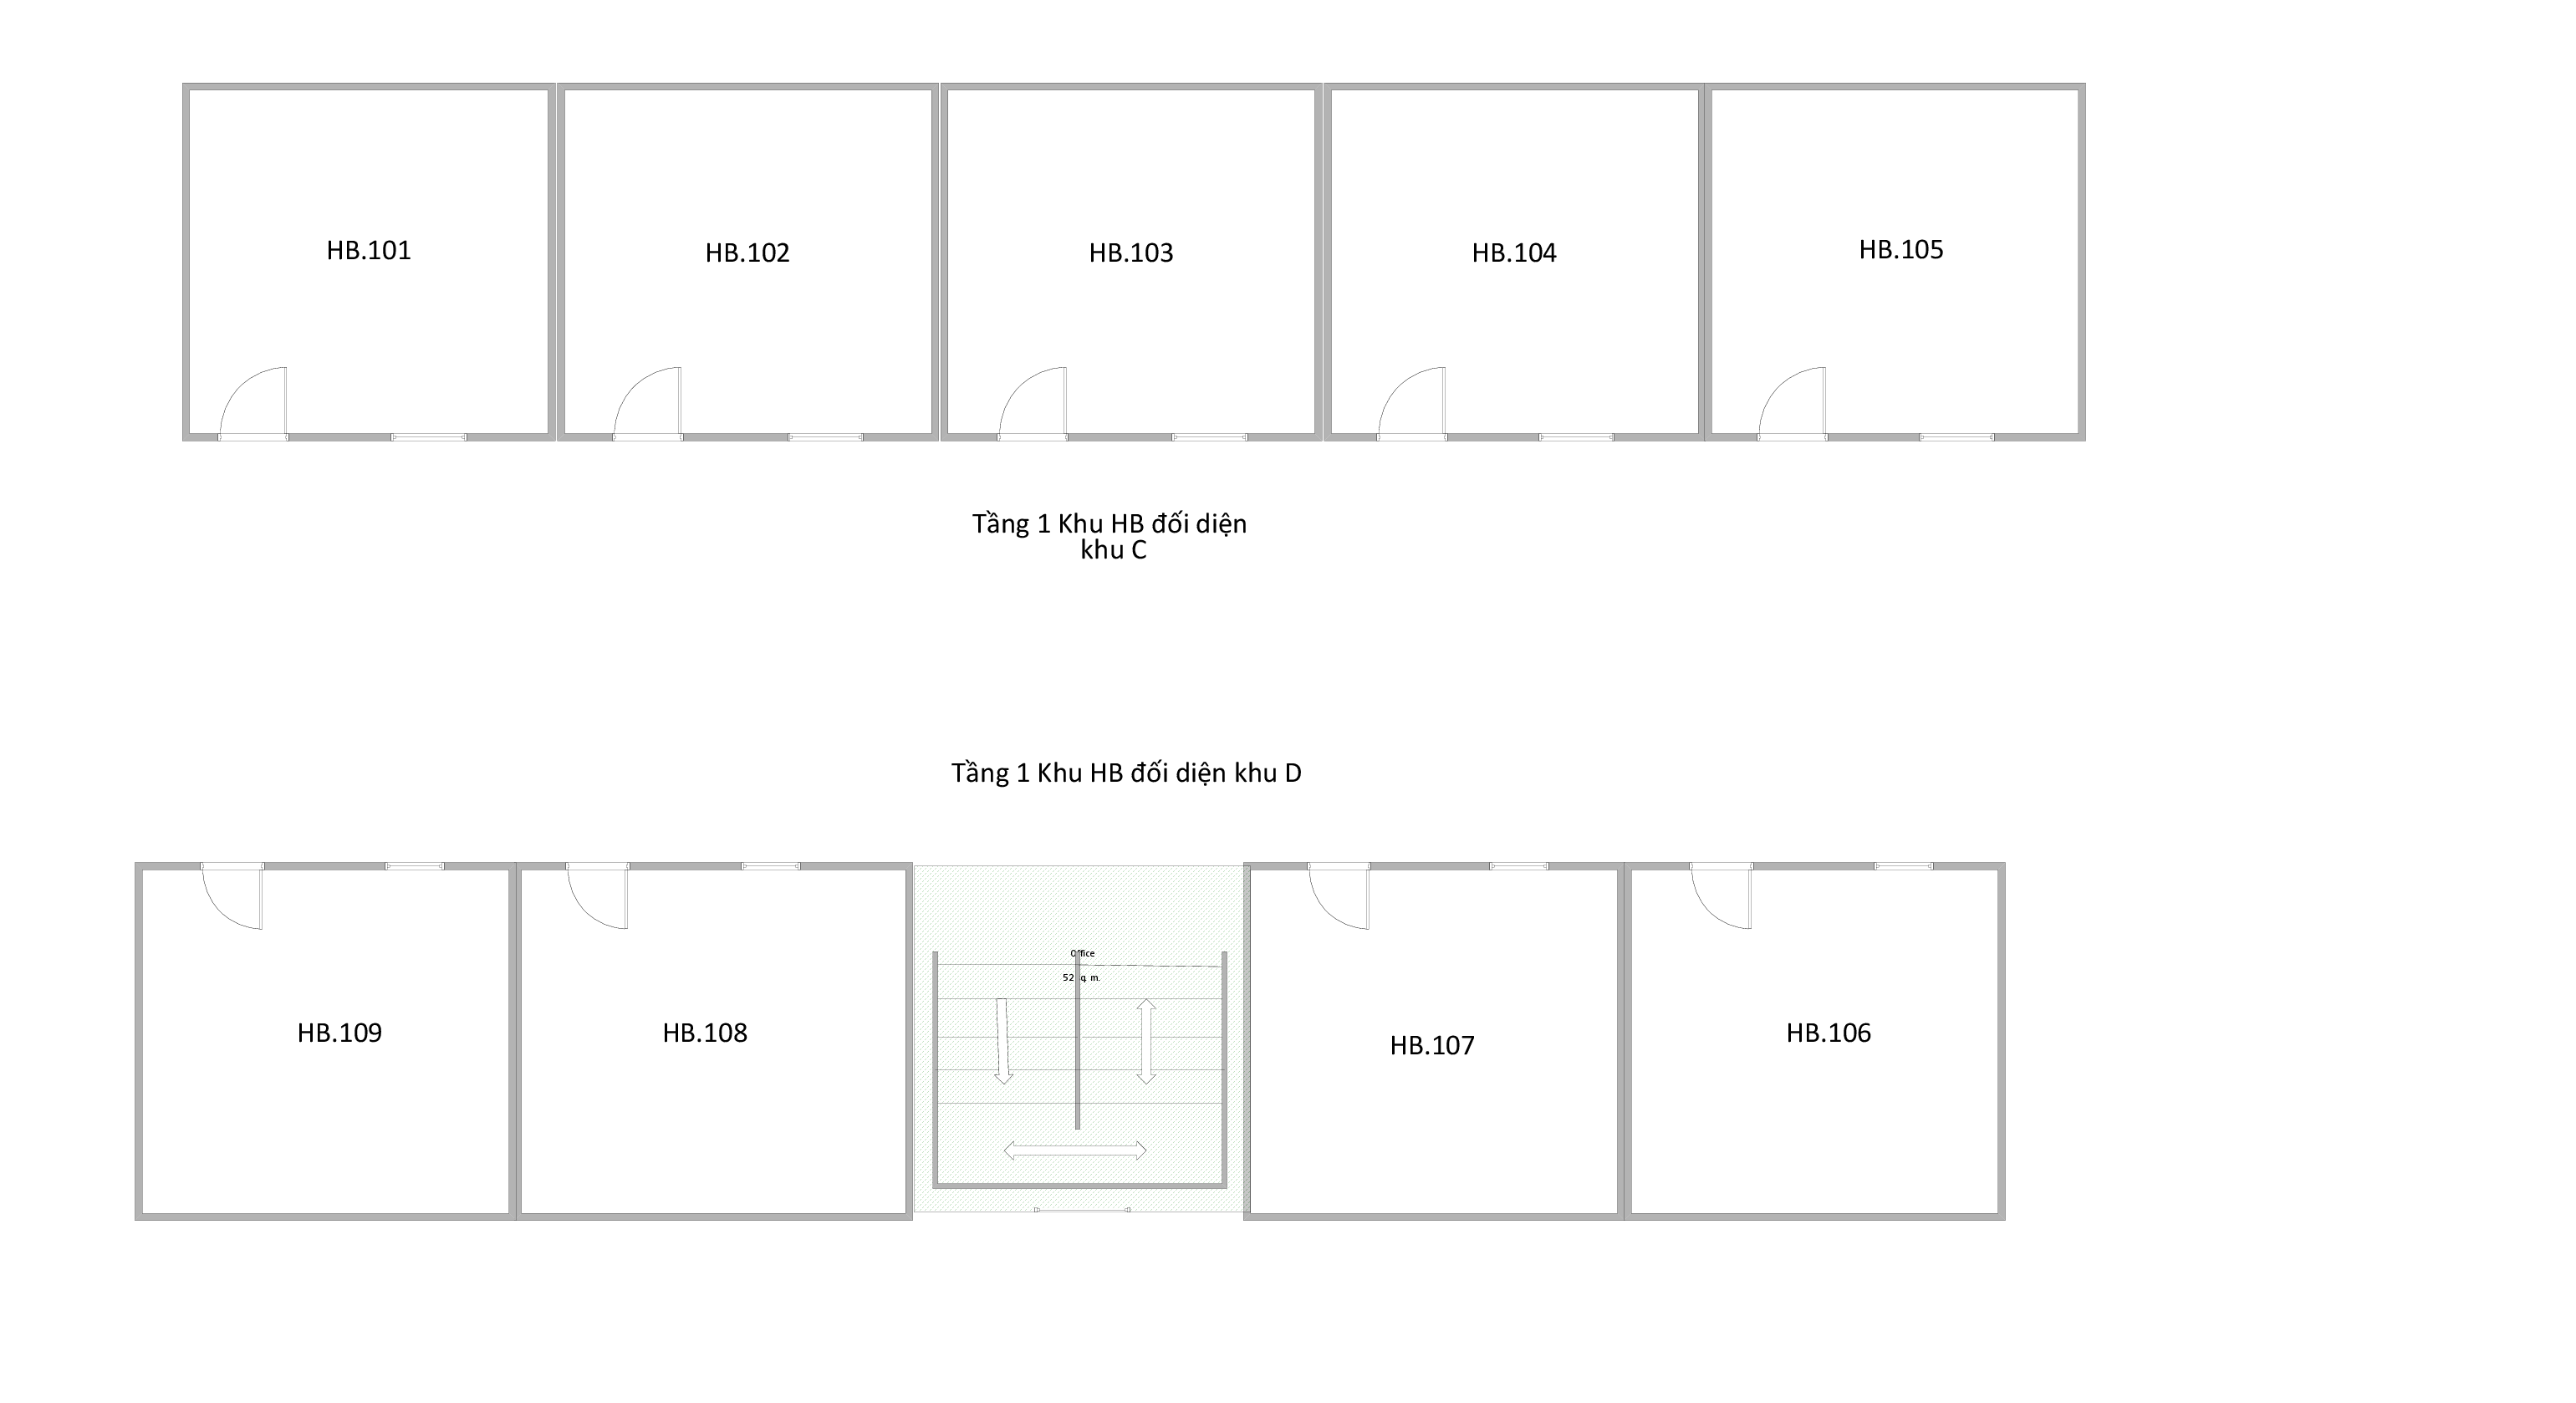 HB.101
HB.102
HB.103
HB.104
HB.105
Tầng 1 Khu HB đối diện
khu C
Tầng 1 Khu HB đối diện khu D
Office
52 sq. m.
HB.109
HB.108
HB.107
HB.106